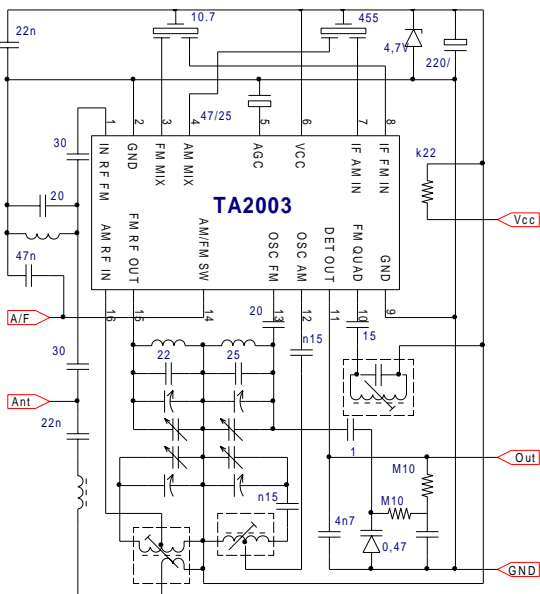 22n
10.7
455
4,7V
220/
1
2
3
4
47/25
5
6
7
8
30
IN RF FM
GND
FM MIX
AM MIX
AGC
VCC
IF AM IN
IF FM IN
k22
TA2003
20
Vcc
AM RF IN
FM RF OUT
AM/FM SW
OSC FM
OSC AM
DET OUT
FM QUAD
GND
47n
A/F
16
15
14
20
13
12
11
10
9
n15
15
30
22
25
Ant
22n
1
Out
n15
M10
M10
4n7
0,47
GND